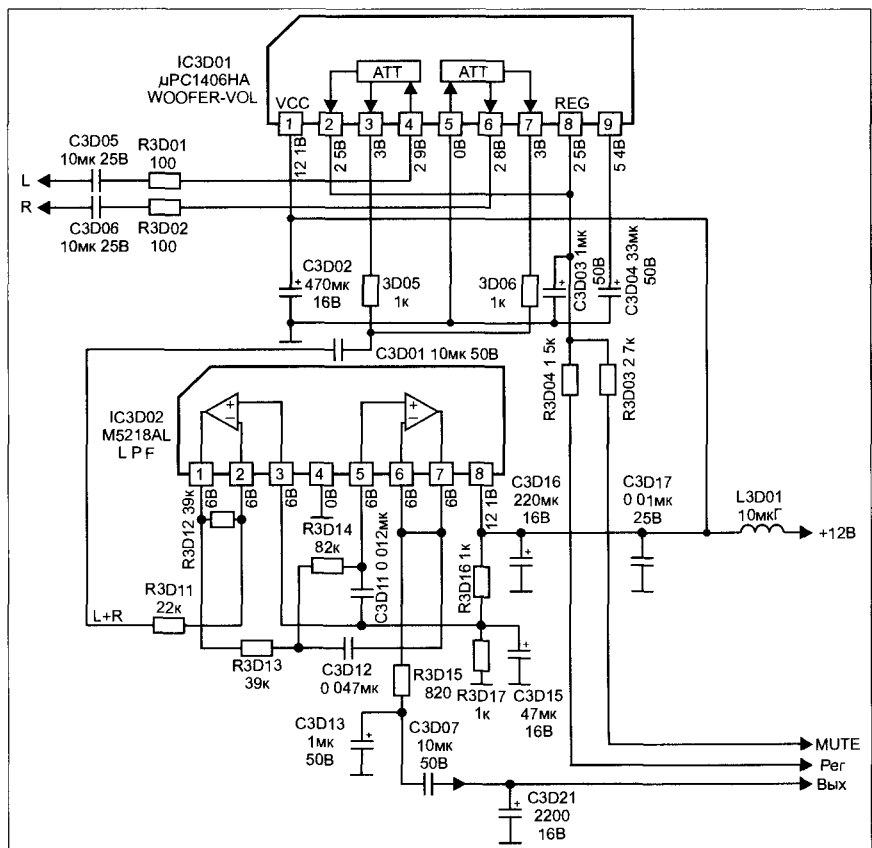 IC3D01
µPC1406HA
WOOFER-VOL
ATT
ATT
VCC
REG
1
2
3
4
5
6
7
8
9
12 1В
2 5В
3В
2 9В
0В
2 8В
3В
2 5В
5 4В
C3D05
10мк 25В
R3D01
100
L
R
C3D06
10мк 25В
R3D02
100
C3D02
470мк
16В
3D05
1к
3D06
1к
C3D03 1мк
50В
C3D04 33мк
50В
C3D01 10мк 50В
R3D04 1 5к
R3D03 2 7к
IC3D02
M5218AL
L P F
+
−
+
−
1
2
3
4
5
6
7
8
6В
6В
6В
0В
6В
6В
6В
12 1В
R3D12 39к
R3D14
82к
C3D11 0 012мк
R3D16 1к
C3D16
220мк
16В
C3D17
0 01мк
25В
L3D01
10мкГ
+12В
R3D11
22к
L+R
R3D13
39к
C3D12
0 047мк
R3D15
820
R3D17
1к
C3D15
47мк
16В
C3D13
1мк
50В
C3D07
10мк
50В
MUTE
Рег
Вых
C3D21
2200
16В